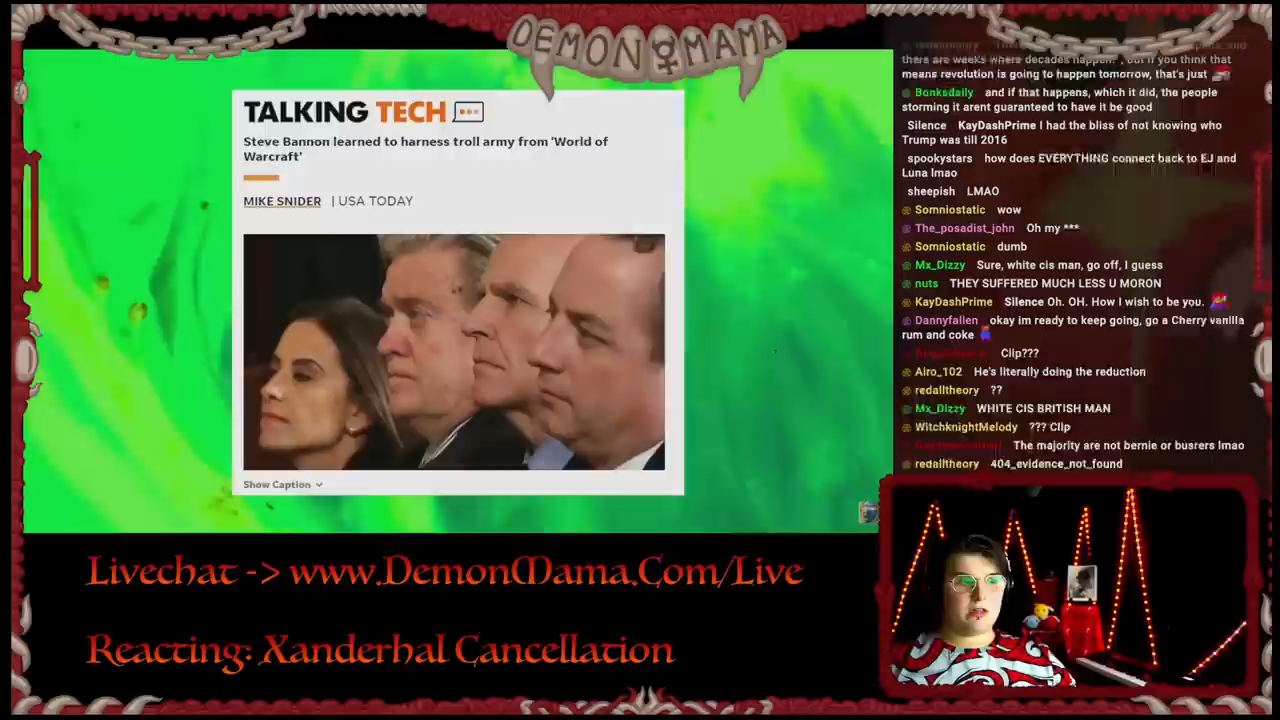 DEMON MAMA
TALKING TECH
Steve Bannon learned to harness troll army from 'World of
Warcraft'
MIKE SNIDER | USA TODAY
Show Caption
there are weeks where decades happen", but if you think that
means revolution is going to happen tomorrow, that's just
Bonksdaily and if that happens, which it did, the people
storming it arent guaranteed to have it be good
Silence KayDashPrime I had the bliss of not knowing who
Trump was till 2016
spookystars how does EVERYTHING connect back to EJ and
Luna lmao
sheepish LMAO
Somniostatic wow
The_posadist_john Oh my ***
Somniostatic dumb
Mx_Dizzy Sure, white cis man, go off, I guess
nuts THEY SUFFERED MUCH LESS U MORON
KayDashPrime Silence Oh. OH. How I wish to be you.
Dannyfallen okay im ready to keep going, go a Cherry vanilla
rum and coke
Clip???
Airo_102 He's literally doing the reduction
redalltheory ??
Mx_Dizzy WHITE CIS BRITISH MAN
WitchknightMelody ??? Clip
The majority are not bernie or busrers lmao
redalltheory 404_evidence_not_found
Livechat -> www.DemonMama.Com/Live
Reacting: Xanderhal Cancellation